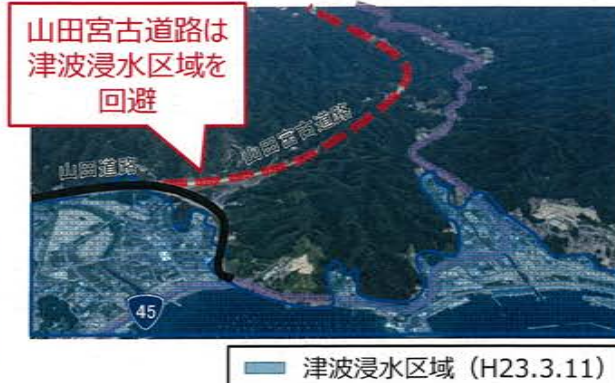 山田宮古道路は
津波浸水区域を
回避
山田道路
山田宮古道路
45
津波浸水区域（H23.3.11）